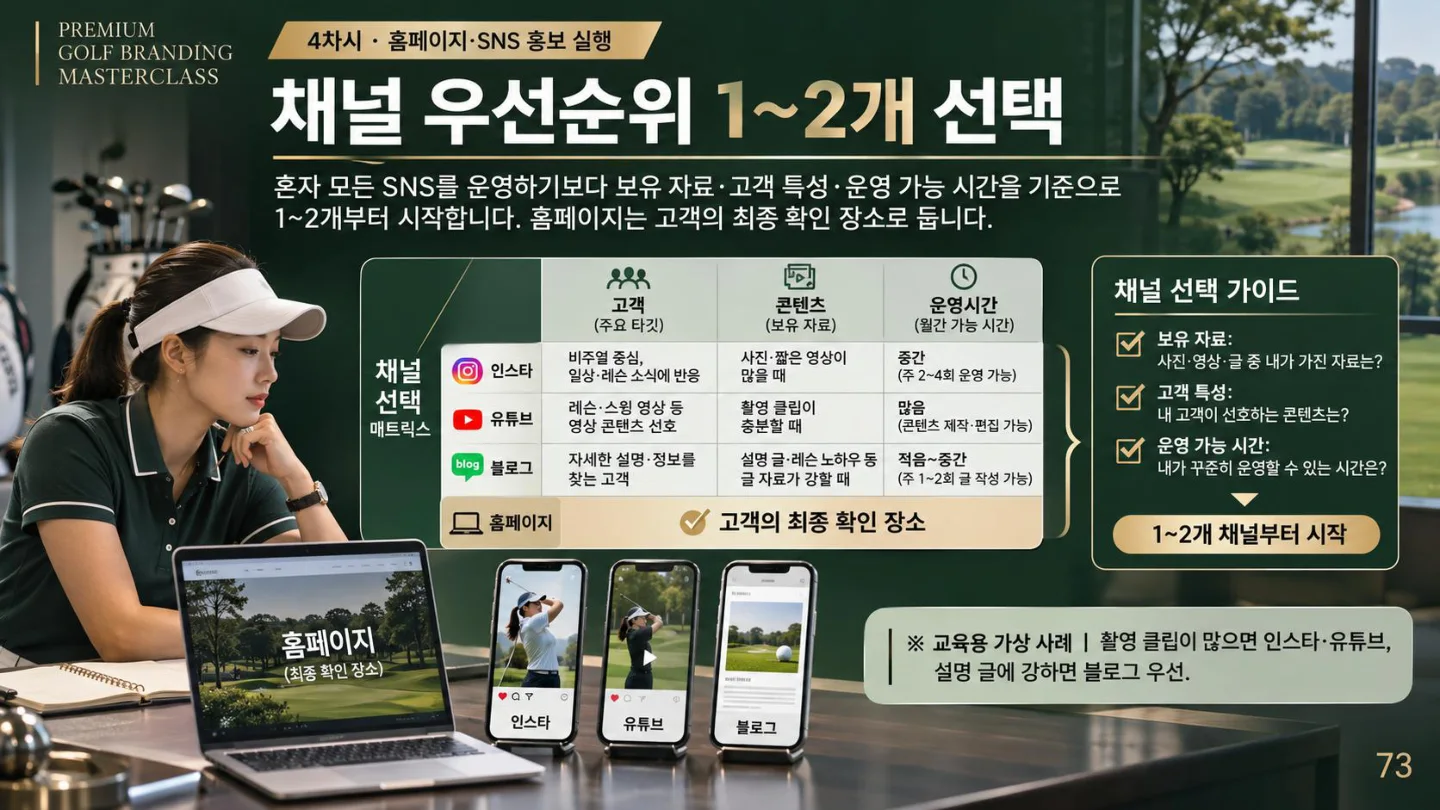 PREMIUM
GOLF BRANDING
MASTERCLASS
4차시 · 홈페이지·SNS 홍보 실행
채널 우선순위 1~2개 선택
혼자 모든 SNS를 운영하기보다 보유 자료·고객 특성·운영 가능 시간을 기준으로
1~2개부터 시작합니다. 홈페이지는 고객의 최종 확인 장소로 둡니다.
채널
선택
매트릭스
고객
(주요 타깃)
콘텐츠
(보유 자료)
운영시간
(월간 가능 시간)
인스타
비주얼 중심,
일상·레슨 소식에 반응
사진·짧은 영상이
많을 때
중간
(주 2~4회 운영 가능)
유튜브
레슨·스윙 영상 등
영상 콘텐츠 선호
촬영 클립이
충분할 때
많음
(콘텐츠 제작·편집 가능)
blog
블로그
자세한 설명·정보를
찾는 고객
설명 글·레슨 노하우 등
글 자료가 강할 때
적음~중간
(주 1~2회 글 작성 가능)
홈페이지
고객의 최종 확인 장소
채널 선택 가이드
보유 자료:
사진·영상·글 중 내가 가진 자료는?
고객 특성:
내 고객이 선호하는 콘텐츠는?
운영 가능 시간:
내가 꾸준히 운영할 수 있는 시간은?
1~2개 채널부터 시작
홈페이지
(최종 확인 장소)
인스타
유튜브
블로그
※ 교육용 가상 사례 | 촬영 클립이 많으면 인스타·유튜브,
설명 글에 강하면 블로그 우선.
73